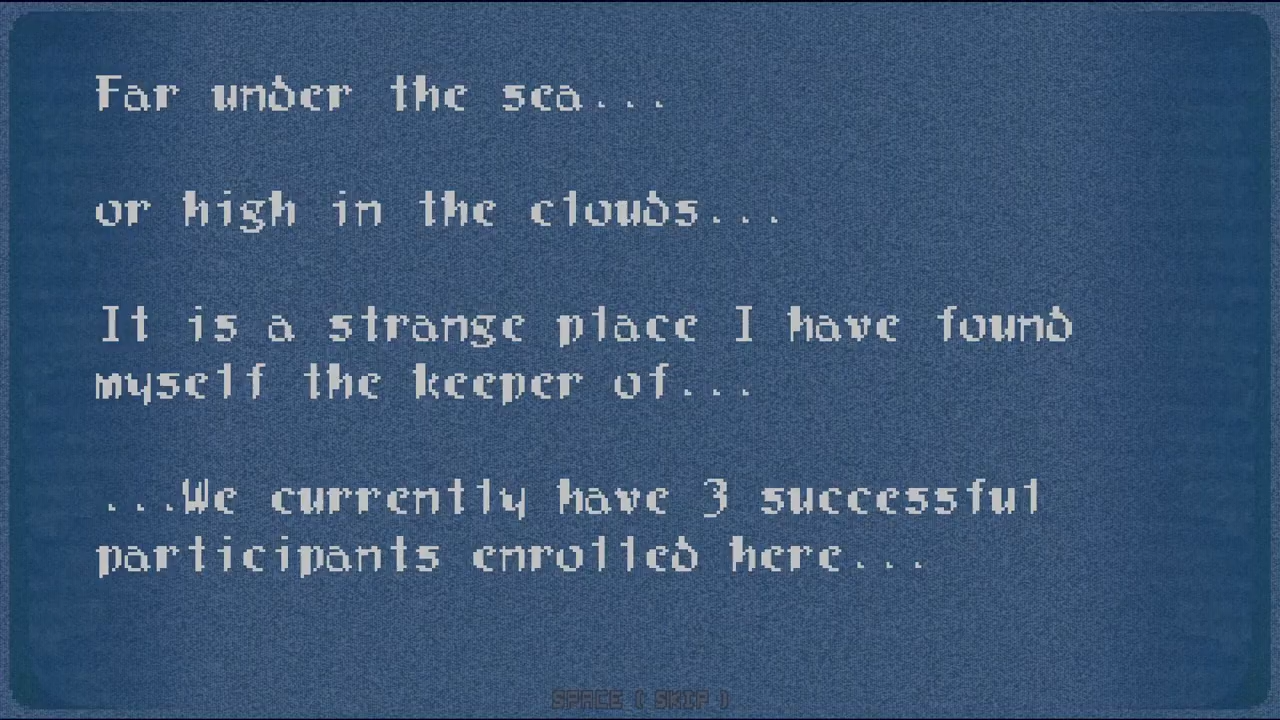 Far under the sea...
or high in the clouds...
It is a strange place I have found
myself the keeper of...
...We currently have 3 successful
participants enrolled here...
SPACE ( SKIP )